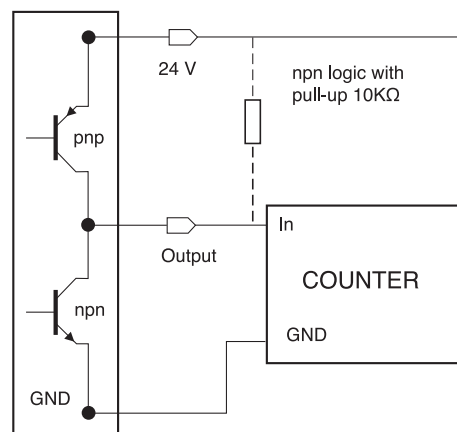 24 V
npn logic with
pull-up 10KΩ
pnp
In
Output
COUNTER
npn
GND
GND